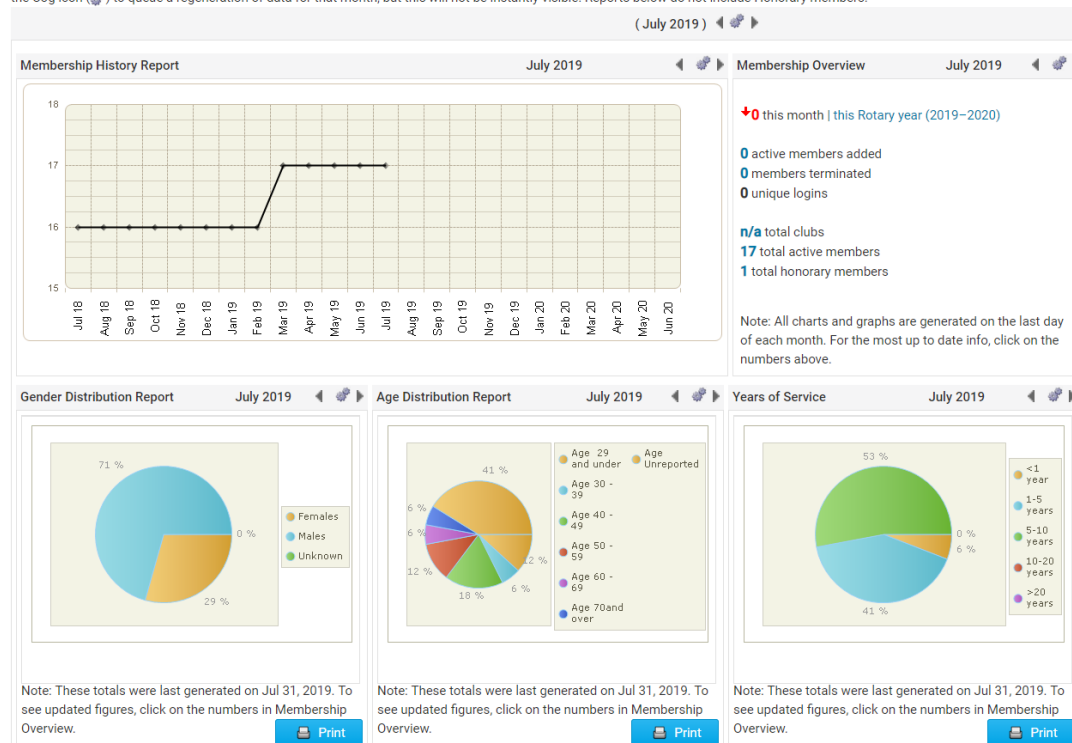 ( July 2019 )
Membership History Report July 2019
18
17
16
15
Jul 18
Aug 18
Sep 18
Oct 18
Nov 18
Dec 18
Jan 19
Feb 19
Mar 19
Apr 19
May 19
Jun 19
Jul 19
Aug 19
Sep 19
Oct 19
Nov 19
Dec 19
Jan 20
Feb 20
Mar 20
Apr 20
May 20
Jun 20
Membership Overview July 2019
0 this month | this Rotary year (2019–2020)
0 active members added
0 members terminated
0 unique logins
n/a total clubs
17 total active members
1 total honorary members
Note: All charts and graphs are generated on the last day
of each month. For the most up to date info, click on the
numbers above.
Gender Distribution Report July 2019
71 %
0 %
29 %
Females
Males
Unknown
Note: These totals were last generated on Jul 31, 2019. To
see updated figures, click on the numbers in Membership
Overview.
Print
Age Distribution Report July 2019
41 %
6 %
6 %
12 %
18 %
6 %
12 %
Age 29
and under
Age 30 -
39
Age 40 -
49
Age 50 -
59
Age 60 -
69
Age 70and
over
Age
Unreported
Note: These totals were last generated on Jul 31, 2019. To
see updated figures, click on the numbers in Membership
Overview.
Print
Years of Service July 2019
53 %
0 %
6 %
41 %
<1
year
1-5
years
5-10
years
10-20
years
>20
years
Note: These totals were last generated on Jul 31, 2019. To
see updated figures, click on the numbers in Membership
Overview.
Print